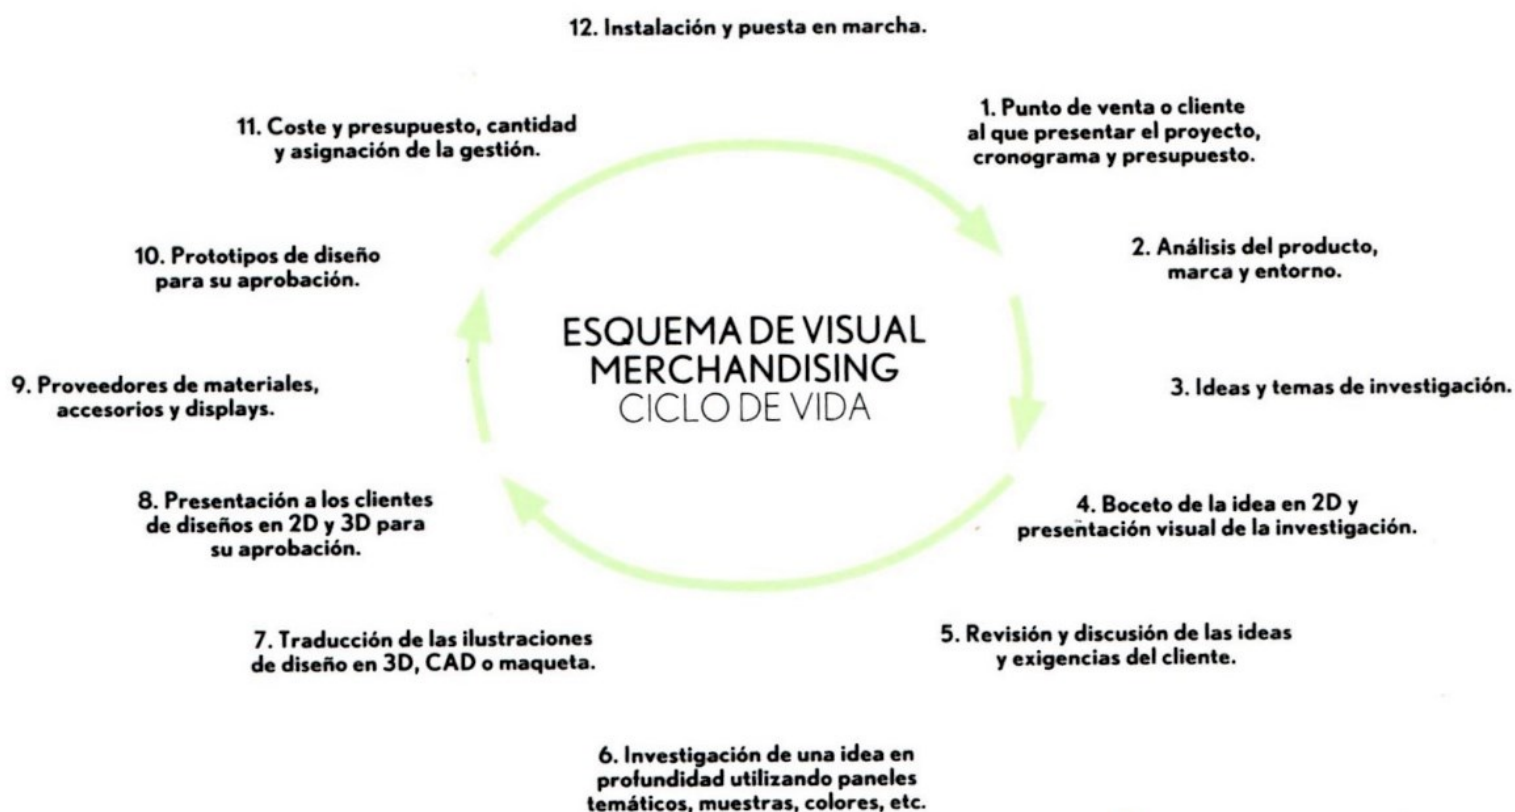 12. Instalación y puesta en marcha.
1. Punto de venta o cliente
al que presentar el proyecto,
cronograma y presupuesto.
2. Análisis del producto,
marca y entorno.
3. Ideas y temas de investigación.
4. Boceto de la idea en 2D y
presentación visual de la investigación.
5. Revisión y discusión de las ideas
y exigencias del cliente.
6. Investigación de una idea en
profundidad utilizando paneles
temáticos, muestras, colores, etc.
7. Traducción de las ilustraciones
de diseño en 3D, CAD o maqueta.
8. Presentación a los clientes
de diseños en 2D y 3D para
su aprobación.
9. Proveedores de materiales,
accesorios y displays.
10. Prototipos de diseño
para su aprobación.
11. Coste y presupuesto, cantidad
y asignación de la gestión.
ESQUEMA DE VISUAL
MERCHANDISING
CICLO DE VIDA